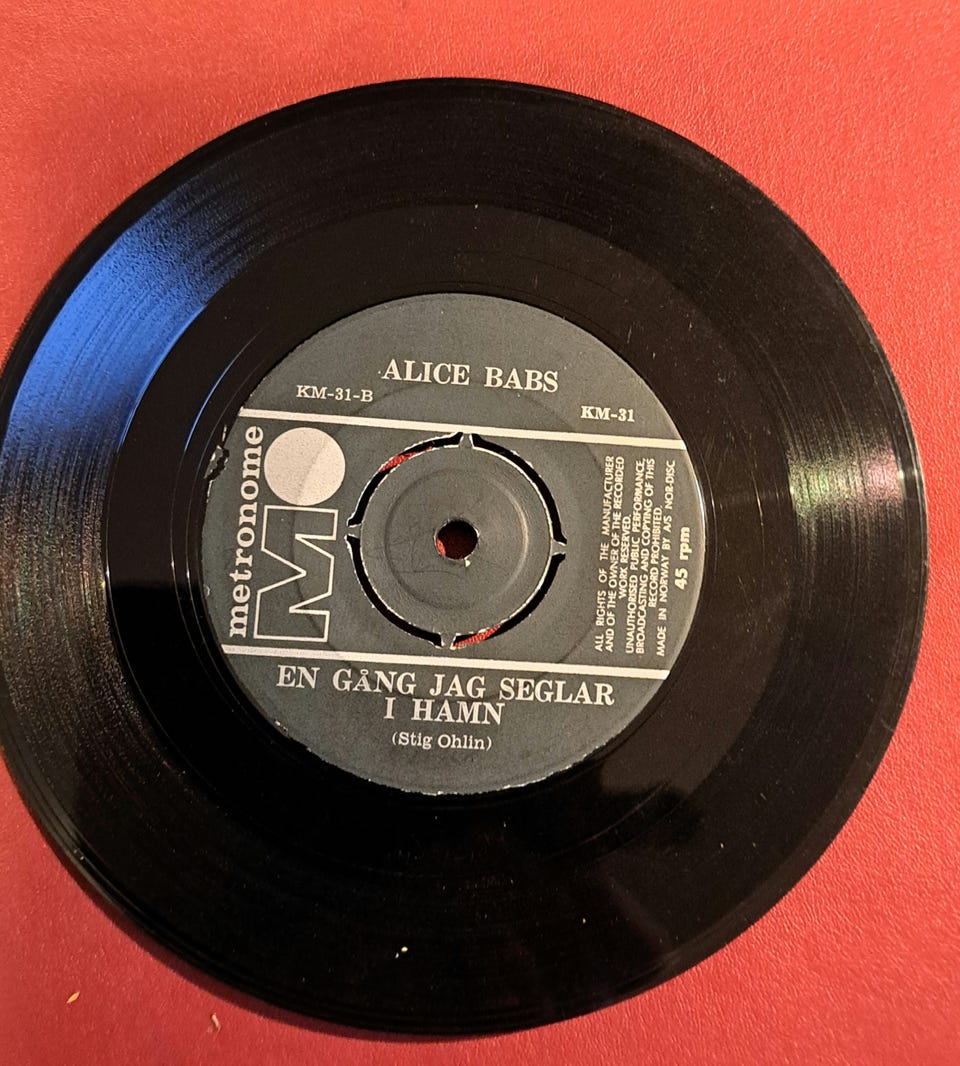 ALICE BABS
KM-31-B
KM-31
metronome
M
ALL RIGHTS OF THE MANUFACTURER
AND OF THE OWNER OF THE RECORDED
WORK RESERVED.
UNAUTHORISED PUBLIC PERFORMANCE,
BROADCASTING AND COPYING OF THIS
RECORD PROHIBITED.
MADE IN NORWAY BY A/S NOR-DISC
45 rpm
EN GÅNG JAG SEGLAR
I HAMN
(Stig Ohlin)